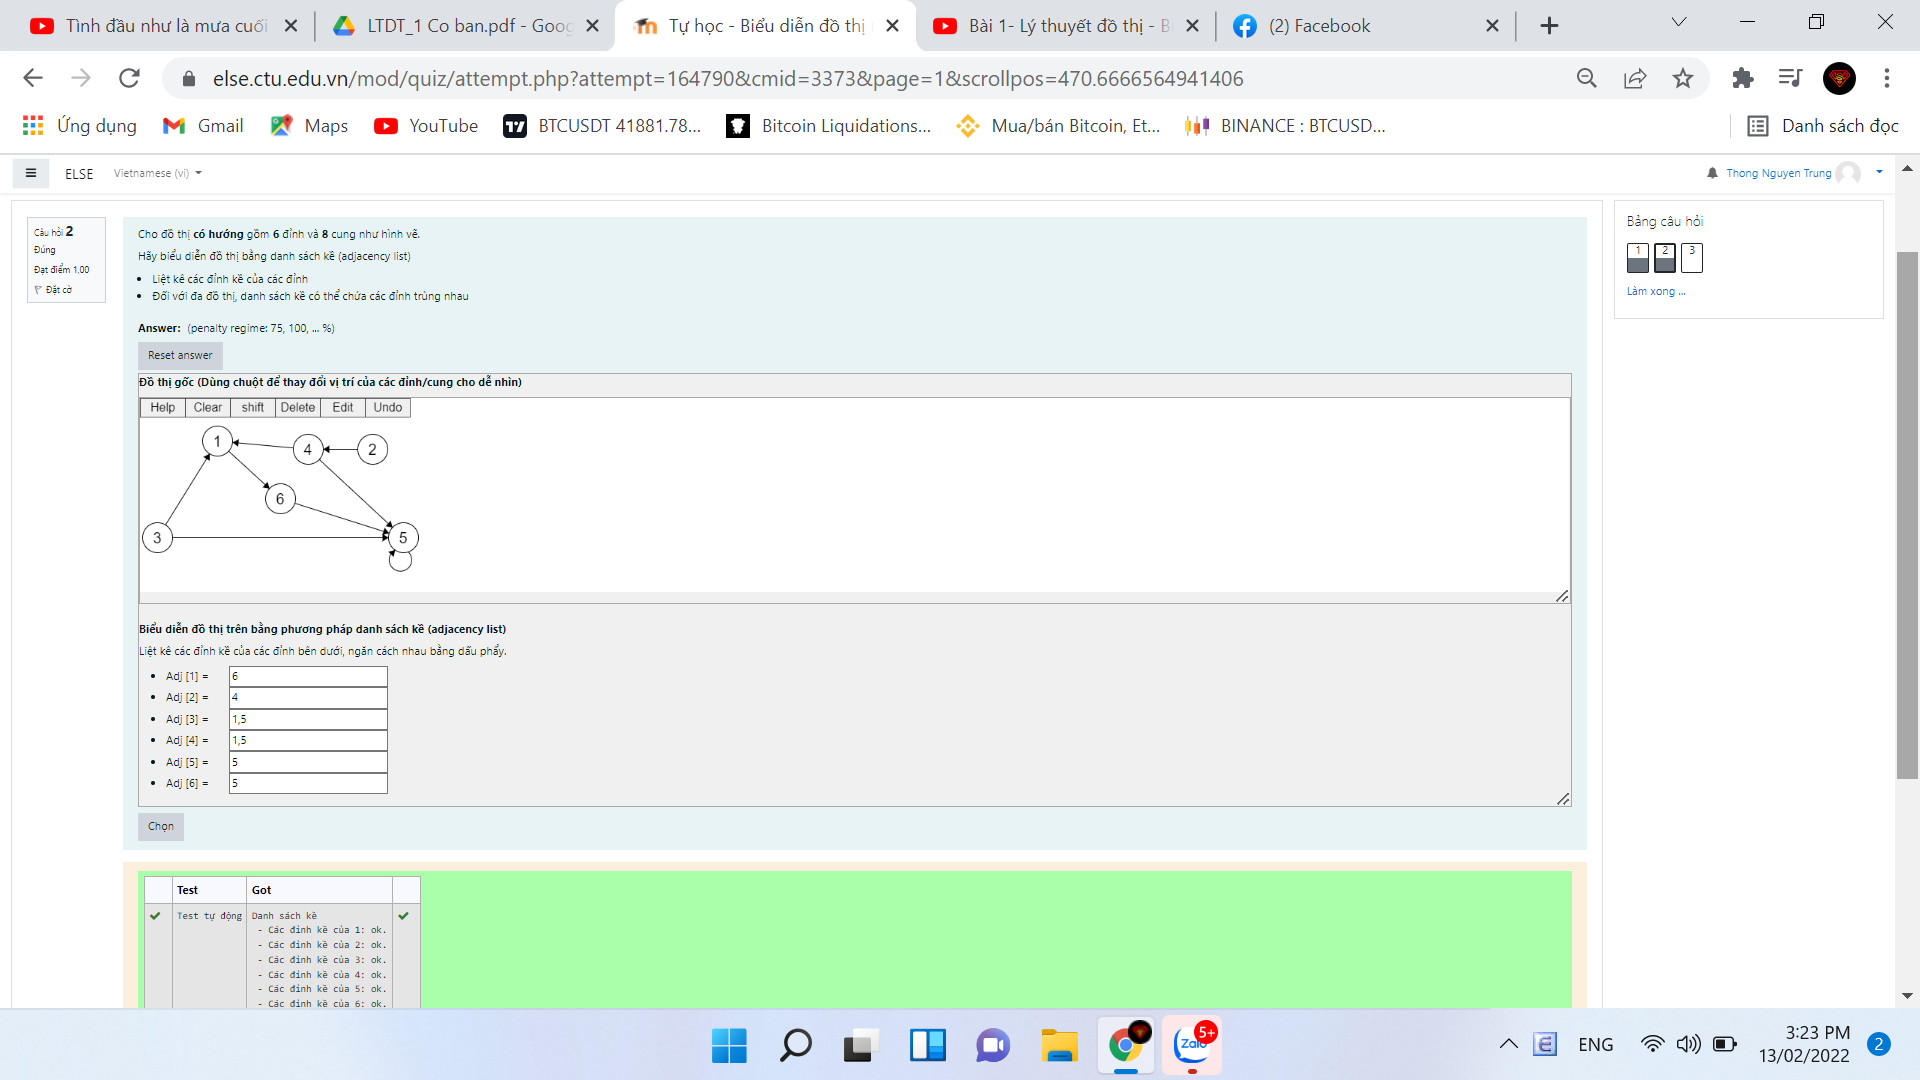 Tình đầu như là mưa cuối
LTDT_1 Co ban.pdf - Goog
Tự học - Biểu diễn đồ thị
Bài 1- Lý thuyết đồ thị - B
(2) Facebook
else.ctu.edu.vn/mod/quiz/attempt.php?attempt=164790&cmid=3373&page=1&scrollpos=470.6666564941406
Ứng dụng
Gmail
Maps
YouTube
BTCUSDT 41881.78...
Bitcoin Liquidations...
Mua/bán Bitcoin, Et...
BINANCE : BTCUSD...
Danh sách đọc
ELSE
Vietnamese (vi)
Thong Nguyen Trung
Câu hỏi 2
Đúng
Đạt điểm 1,00
Đặt cờ
Cho đồ thị có hướng gồm 6 đỉnh và 8 cung như hình vẽ.
Hãy biểu diễn đồ thị bằng danh sách kề (adjacency list)
Liệt kê các đỉnh kề của các đỉnh
Đối với đa đồ thị, danh sách kề có thể chứa các đỉnh trùng nhau
Answer: (penalty regime: 75, 100, ... %)
Reset answer
Đồ thị gốc (Dùng chuột để thay đổi vị trí của các đỉnh/cung cho dễ nhìn)
Help Clear shift Delete Edit Undo
1
4
2
6
3
5
Biểu diễn đồ thị trên bằng phương pháp danh sách kề (adjacency list)
Liệt kê các đỉnh kề của các đỉnh bên dưới, ngăn cách nhau bằng dấu phẩy.
Adj [1] = 6
Adj [2] = 4
Adj [3] = 1,5
Adj [4] = 1,5
Adj [5] = 5
Adj [6] = 5
Chọn
Test Got
Test tự động Danh sách kề
- Các đỉnh kề của 1: ok.
- Các đỉnh kề của 2: ok.
- Các đỉnh kề của 3: ok.
- Các đỉnh kề của 4: ok.
- Các đỉnh kề của 5: ok.
- Các đỉnh kề của 6: ok.
Bảng câu hỏi
1 2 3
Làm xong ...
5+
Zalo
ENG
3:23 PM
13/02/2022
2